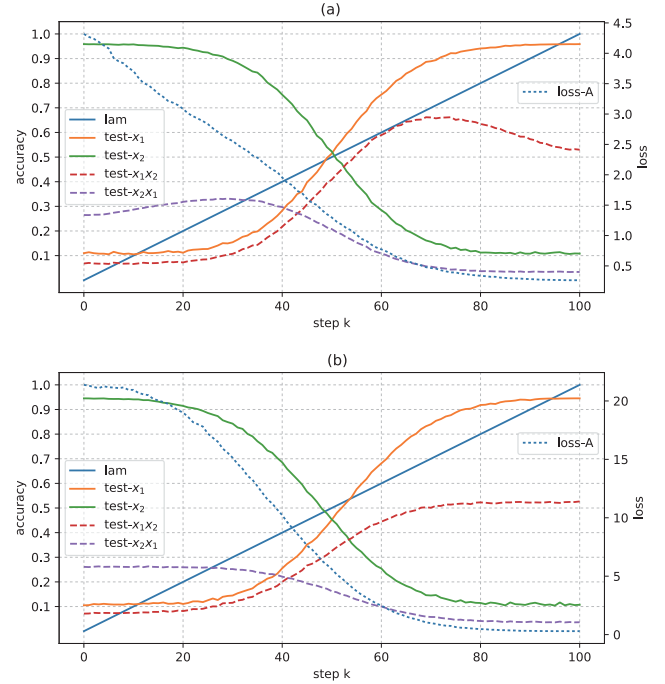 (a)
1.0
0.9
0.8
0.7
0.6
0.5
0.4
0.3
0.2
0.1
accuracy
lam
test-x₁
test-x₂
test-x₁x₂
test-x₂x₁
loss-A
4.5
4.0
3.5
3.0
2.5
2.0
1.5
1.0
0.5
loss
0 20 40 60 80 100
step k
(b)
1.0
0.9
0.8
0.7
0.6
0.5
0.4
0.3
0.2
0.1
accuracy
lam
test-x₁
test-x₂
test-x₁x₂
test-x₂x₁
loss-A
20
15
10
5
0
loss
0 20 40 60 80 100
step k